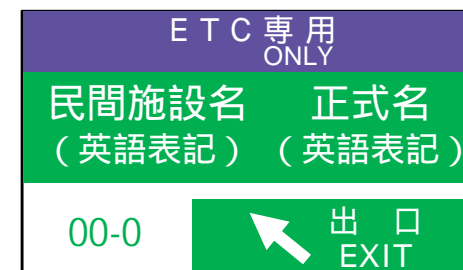 ETC専用
ONLY
民間施設名 正式名
(英語表記) (英語表記)
00-0 出 口
EXIT